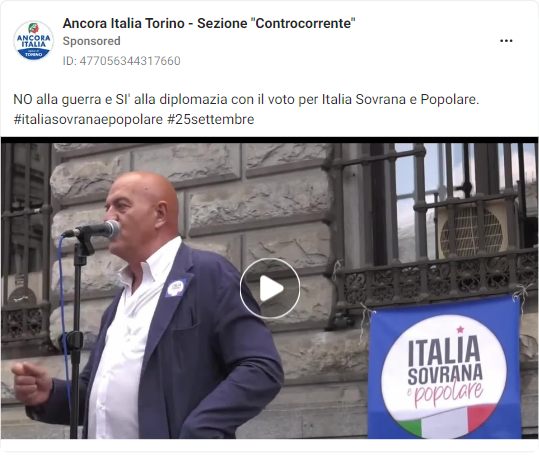 Ancora Italia Torino - Sezione "Controcorrente"
Sponsored
ID: 477056344317660
ANCORA
ITALIA
TORINO
NO alla guerra e SI' alla diplomazia con il voto per Italia Sovrana e Popolare.
#italiasovranaepopolare #25settembre
ITALIA
SOVRANA
e popolare